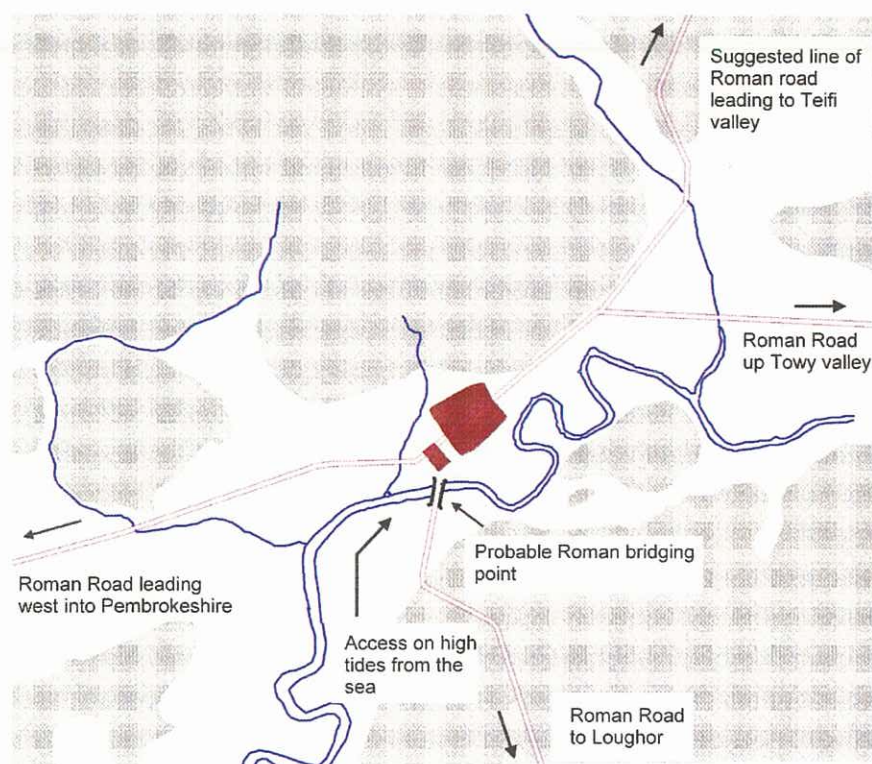 Suggested line of
Roman road
leading to Teifi
valley
Roman Road
up Towy valley
Probable Roman bridging
point
Roman Road leading
west into Pembrokeshire
Access on high
tides from the
sea
Roman Road
to Loughor